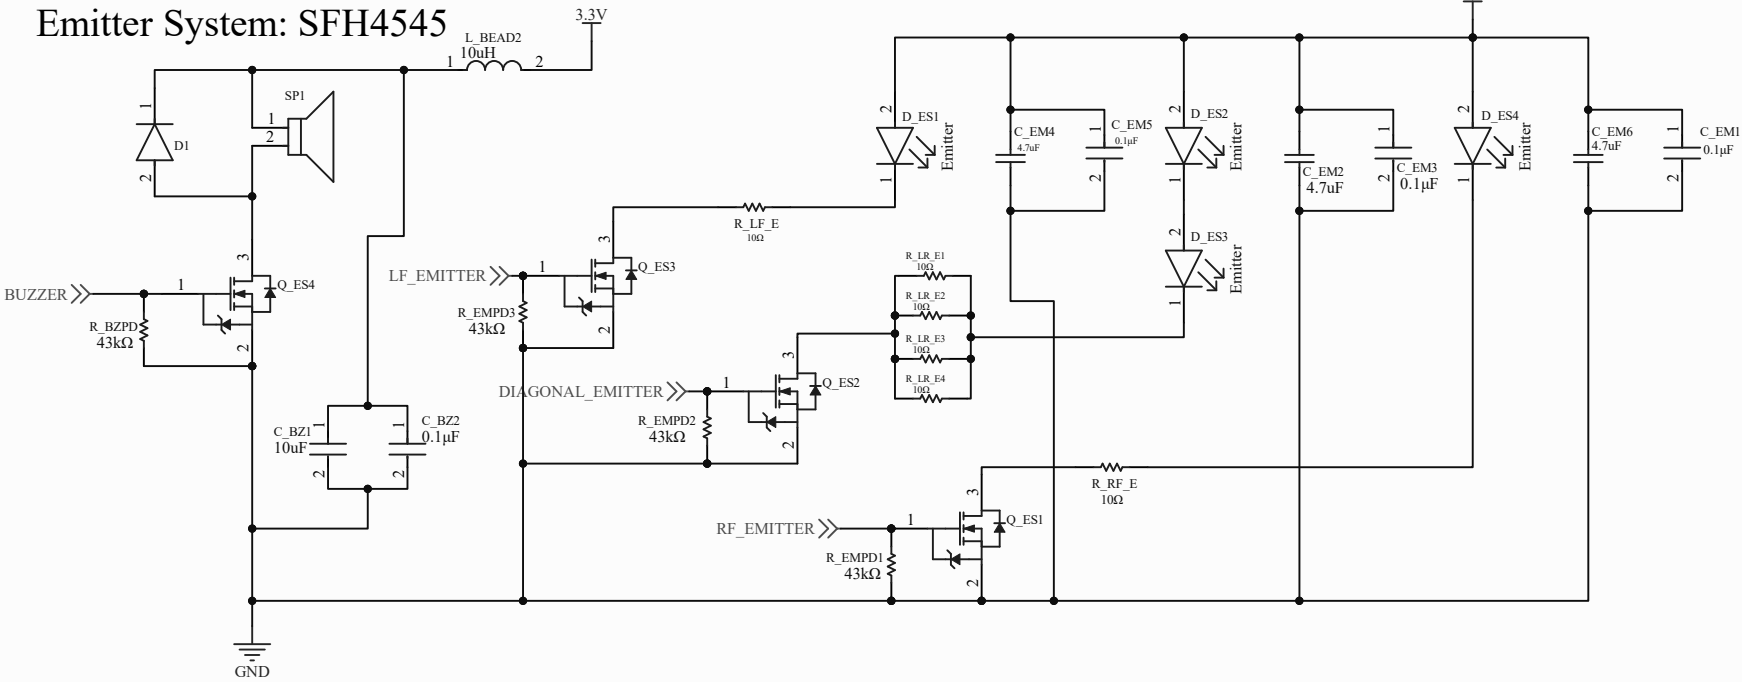 Emitter System: SFH4545
3.3V
L_BEAD2
10uH
1
2
SP1
1
2
1
D1
2
3
BUZZER
1
Q_ES4
R_BZPD
43kΩ
2
C_BZ1
10uF
1
2
C_BZ2
0.1µF
1
2
GND
LF_EMITTER
1
3
Q_ES3
R_EMPD3
43kΩ
2
R_LF_E
10Ω
DIAGONAL_EMITTER
1
3
Q_ES2
R_EMPD2
43kΩ
2
R_LR_E1
10Ω
R_LR_E2
10Ω
R_LR_E3
10Ω
R_LR_E4
10Ω
RF_EMITTER
1
3
Q_ES1
R_EMPD1
43kΩ
2
R_RF_E
10Ω
2
D_ES1
Emitter
1
C_EM4
4.7uF
C_EM5
0.1µF
1
2
2
D_ES2
Emitter
1
2
D_ES3
Emitter
1
C_EM2
4.7uF
1
C_EM3
0.1µF
2
2
D_ES4
Emitter
1
C_EM6
4.7uF
1
C_EM1
0.1µF
2